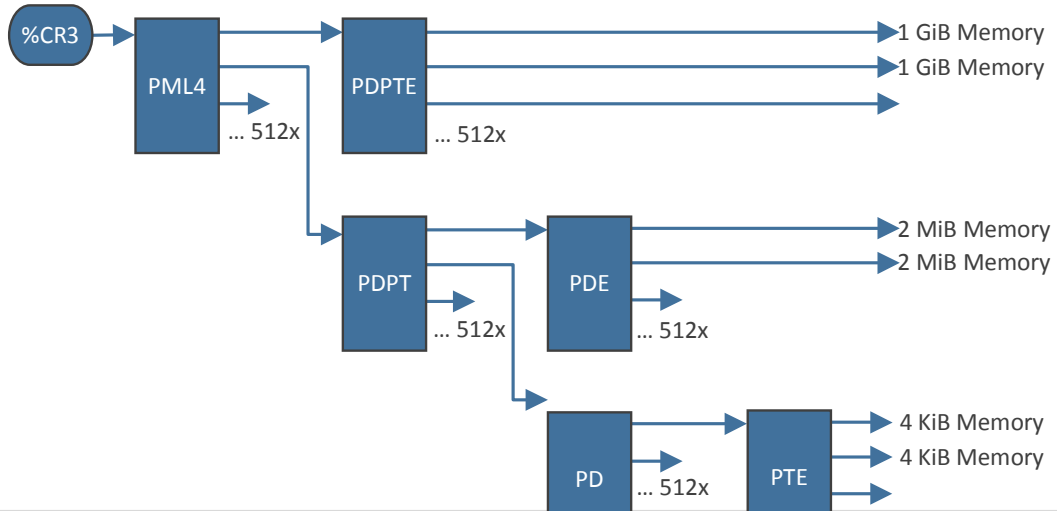 %CR3
PML4
... 512x
PDPTE
... 512x
1 GiB Memory
1 GiB Memory
PDPT
... 512x
PDE
... 512x
2 MiB Memory
2 MiB Memory
PD
... 512x
PTE
4 KiB Memory
4 KiB Memory